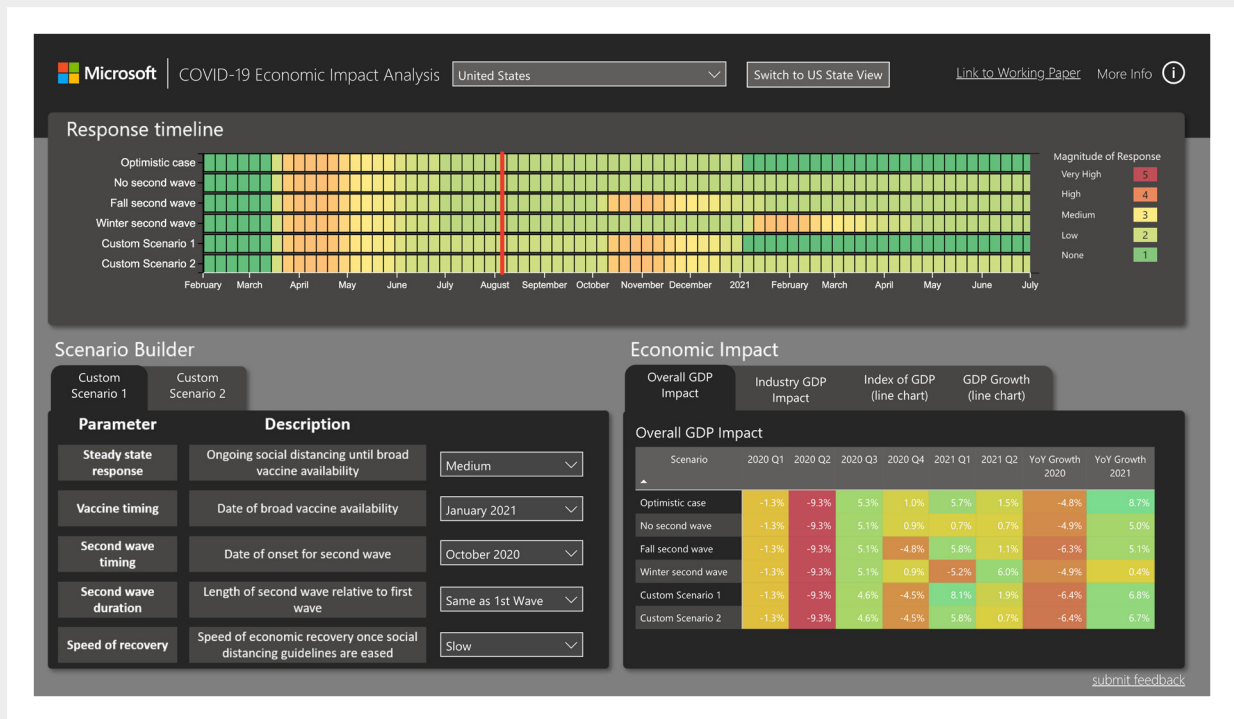 Microsoft
COVID-19 Economic Impact Analysis
United States
Switch to US State View
Link to Working Paper
More Info
i
Response timeline
Optimistic case
No second wave
Fall second wave
Winter second wave
Custom Scenario 1
Custom Scenario 2
February March April May June July August September October November December 2021 February March April May June July
Magnitude of Response
Very High 5
High 4
Medium 3
Low 2
None 1
Scenario Builder
Custom
Scenario 1
Custom
Scenario 2
Parameter Description
Steady state
response
Ongoing social distancing until broad
vaccine availability
Medium
Vaccine timing
Date of broad vaccine availability
January 2021
Second wave
timing
Date of onset for second wave
October 2020
Second wave
duration
Length of second wave relative to first
wave
Same as 1st Wave
Speed of recovery
Speed of economic recovery once social
distancing guidelines are eased
Slow
Economic Impact
Overall GDP
Impact
Industry GDP
Impact
Index of GDP
(line chart)
GDP Growth
(line chart)
Overall GDP Impact
Scenario 2020 Q1 2020 Q2 2020 Q3 2020 Q4 2021 Q1 2021 Q2 YoY Growth
2020 YoY Growth
2021
Optimistic case -1.3% -9.3% 5.3% 1.0% 5.7% 1.5% -4.8% 8.7%
No second wave -1.3% -9.3% 5.1% 0.9% 0.7% 0.7% -4.9% 5.0%
Fall second wave -1.3% -9.3% 5.1% -4.8% 5.8% 1.1% -6.3% 5.1%
Winter second wave -1.3% -9.3% 5.1% 0.9% -5.2% 6.0% -4.9% 0.4%
Custom Scenario 1 -1.3% -9.3% 4.6% -4.5% 8.1% 1.9% -6.4% 6.8%
Custom Scenario 2 -1.3% -9.3% 4.6% -4.5% 5.8% 0.7% -6.4% 6.7%
submit feedback